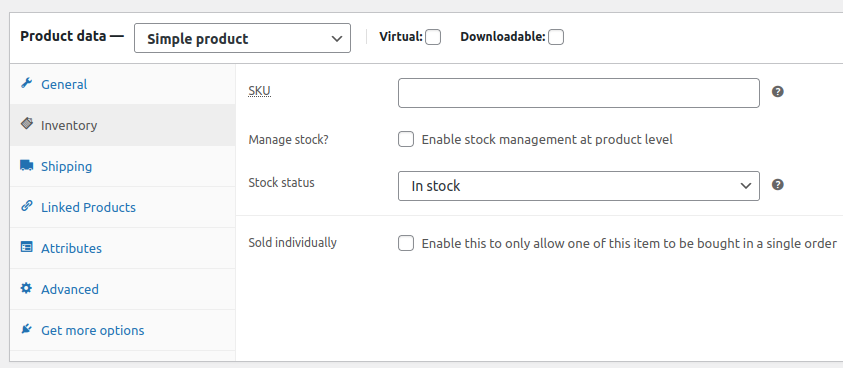 Product data — Simple product Virtual: Downloadable:
General
Inventory
Shipping
Linked Products
Attributes
Advanced
Get more options
SKU ?
Manage stock? Enable stock management at product level
Stock status In stock ?
Sold individually Enable this to only allow one of this item to be bought in a single order